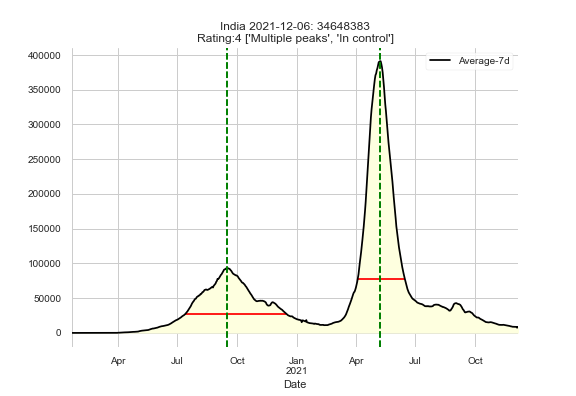 India 2021-12-06: 34648383
Rating:4 ['Multiple peaks', 'In control']
Average-7d
400000
350000
300000
250000
200000
150000
100000
50000
0
Apr Jul Oct Jan Apr Jul Oct
2021
Date